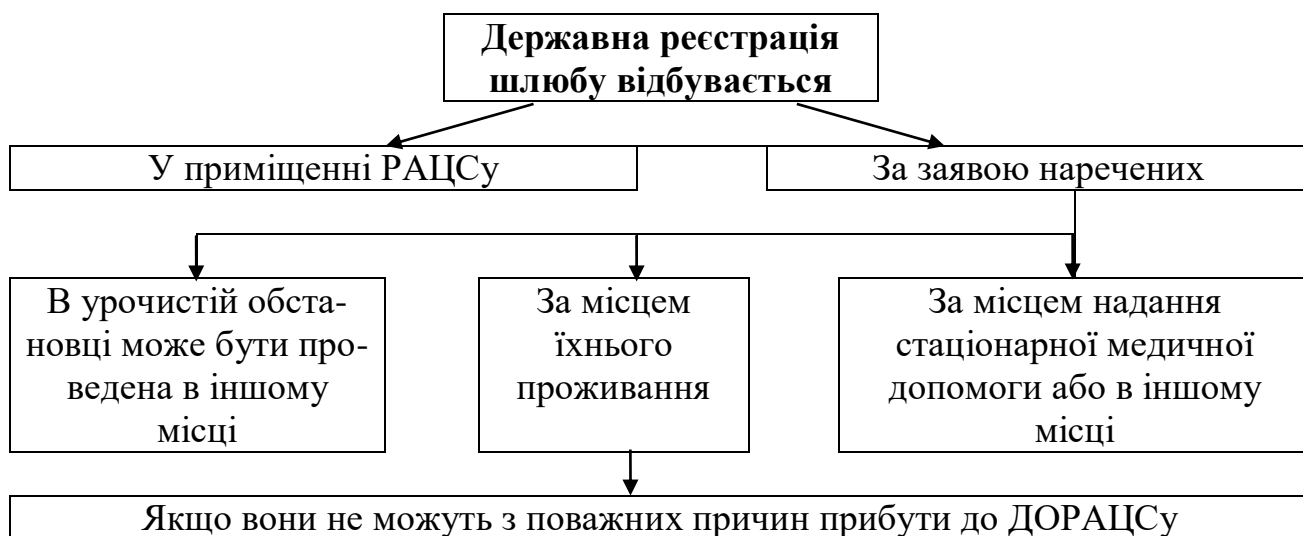 Державна реєстрація
шлюбу відбувається
У приміщенні РАЦСу
За заявою наречених
В урочистій обста-
новці може бути про-
ведена в іншому
місці
За місцем
їхнього
проживання
За місцем надання
стаціонарної медичної
допомоги або в іншому
місці
Якщо вони не можуть з поважних причин прибути до ДОРАЦСу